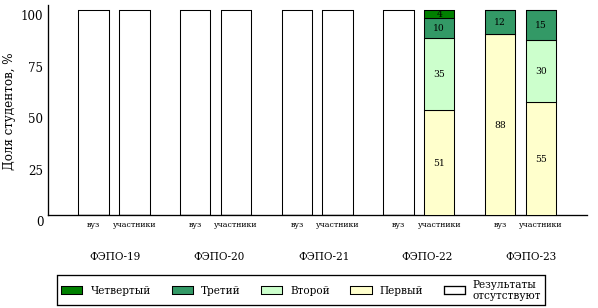 Доля студентов, %
100
75
50
25
0
4
10
35
51
12
88
15
30
55
вуз участники вуз участники вуз участники вуз участники вуз участники
ФЭПО-19 ФЭПО-20 ФЭПО-21 ФЭПО-22 ФЭПО-23
Четвертый Третий Второй Первый Результаты
отсутствуют